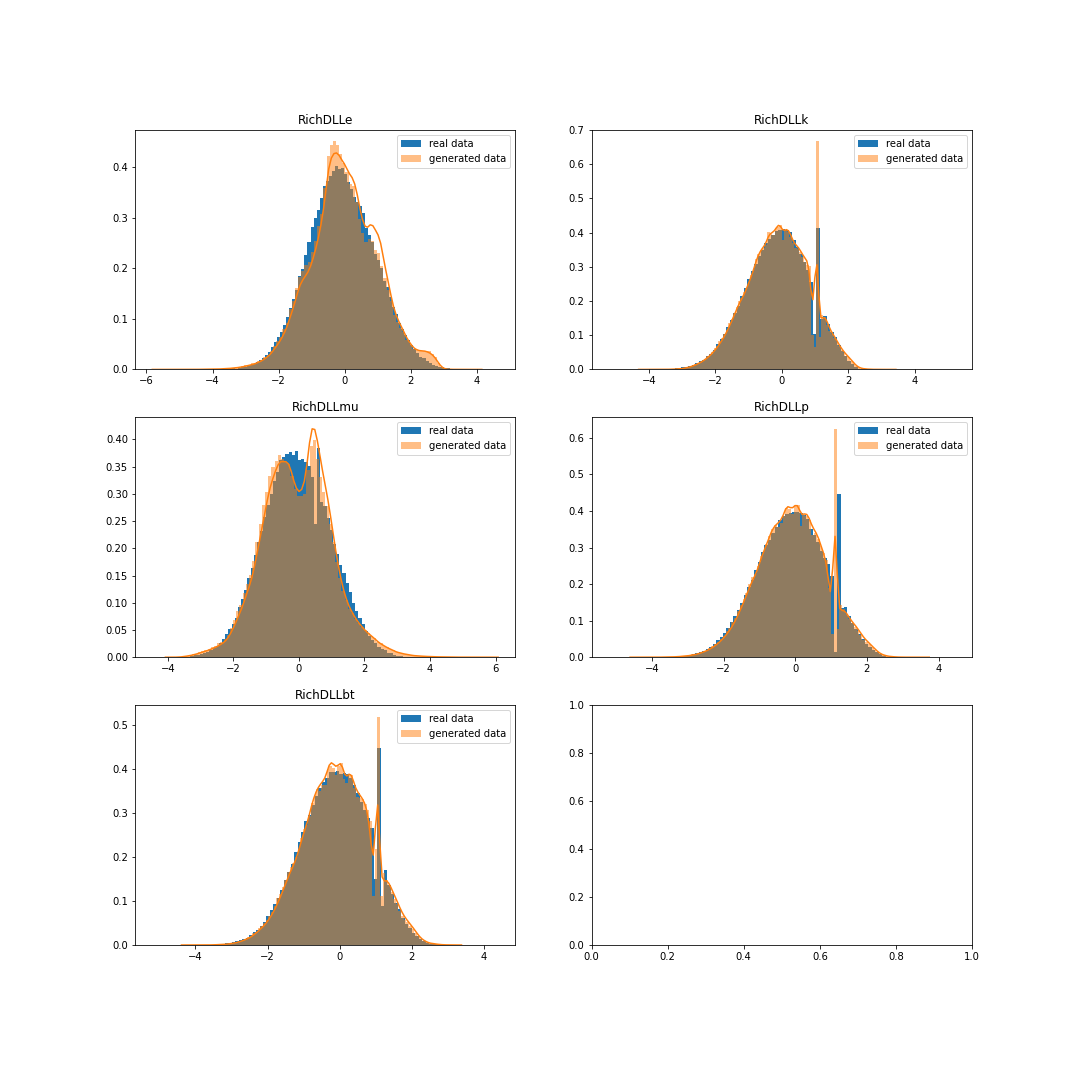 RichDLLe
real data
generated data
0.4
0.3
0.2
0.1
0.0
−6 −4 −2 0 2 4
RichDLLk
real data
generated data
0.7
0.6
0.5
0.4
0.3
0.2
0.1
0.0
−4 −2 0 2 4
RichDLLmu
real data
generated data
0.40
0.35
0.30
0.25
0.20
0.15
0.10
0.05
0.00
−4 −2 0 2 4 6
RichDLLp
real data
generated data
0.6
0.5
0.4
0.3
0.2
0.1
0.0
−4 −2 0 2 4
RichDLLbt
real data
generated data
0.5
0.4
0.3
0.2
0.1
0.0
−4 −2 0 2 4
1.0
0.8
0.6
0.4
0.2
0.0
0.0 0.2 0.4 0.6 0.8 1.0